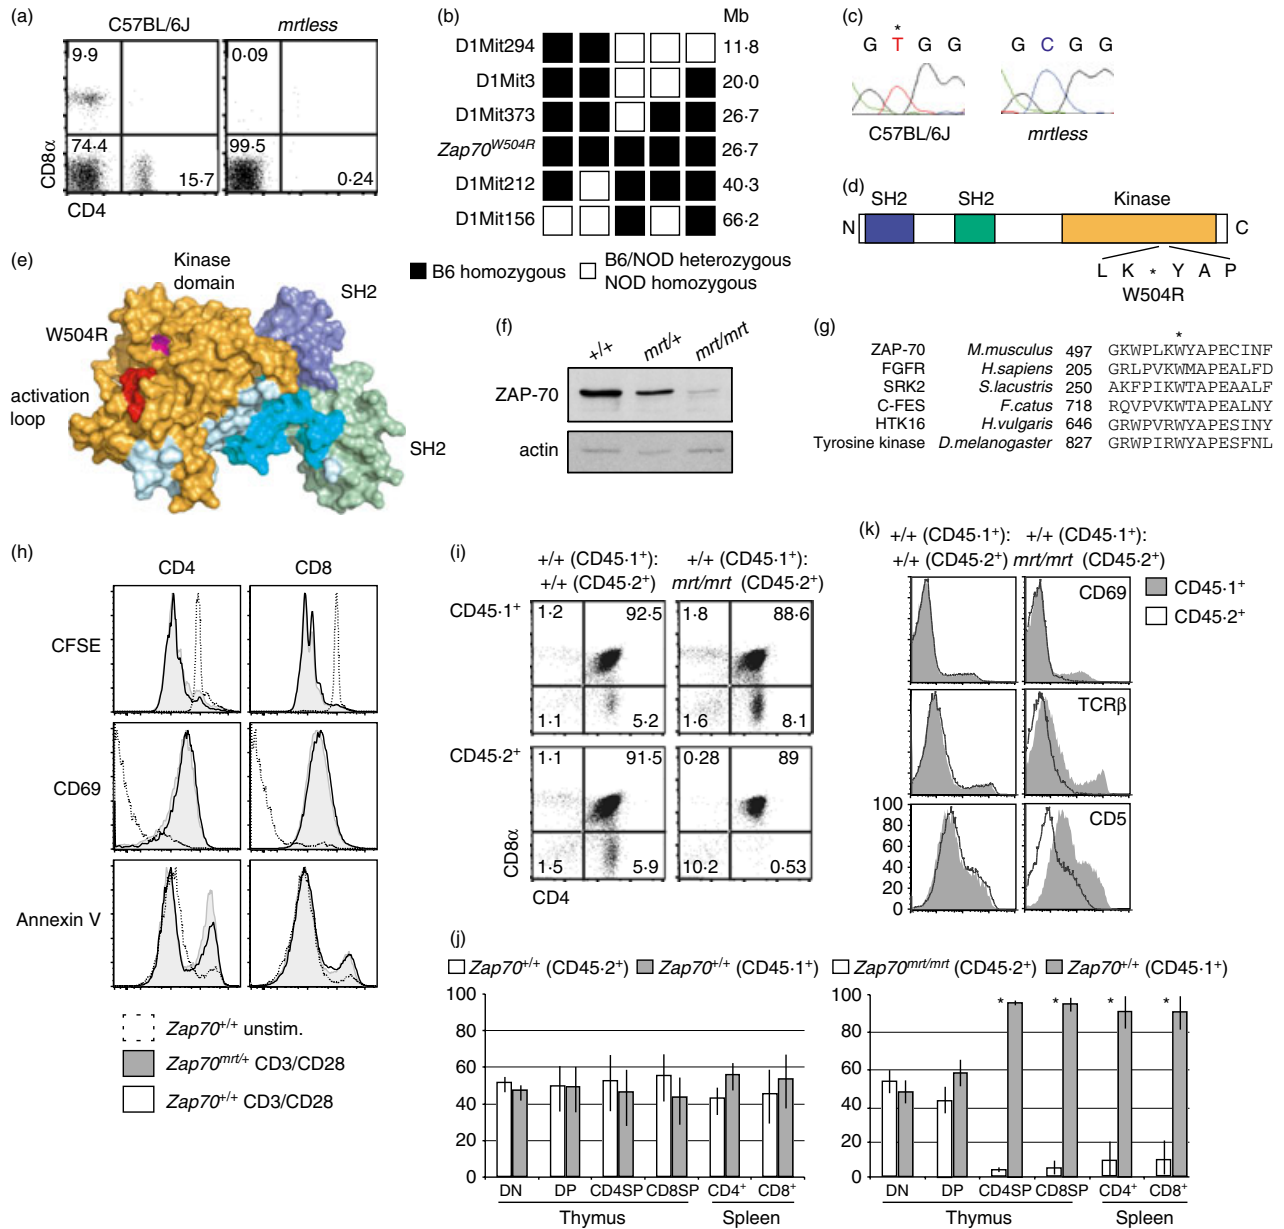 (a)
C57BL/6J
mrtless
9·9
0·09
74·4
99·5
15·7
0·24
CD8α
CD4
(b)
Mb
D1Mit294
11·8
D1Mit3
20·0
D1Mit373
26·7
Zap70^W504R
26·7
D1Mit212
40·3
D1Mit156
66·2
B6 homozygous
B6/NOD heterozygous
NOD homozygous
(c)
*
G T G G
G C G G
C57BL/6J
mrtless
(d)
SH2
SH2
Kinase
N
C
L K * Y A P
W504R
(e)
Kinase
domain
SH2
W504R
activation
loop
SH2
(f)
+/+
mrt/+
mrt/mrt
ZAP-70
actin
(g)
*
ZAP-70 M.musculus 497 GKWPLKWYAPECINF
FGFR H.sapiens 205 GRLPVKWMAPEALFD
SRK2 S.lacustris 250 AKFPIKWTAPEAALF
C-FES F.catus 718 RQVPVKWTAPEALNY
HTK16 H.vulgaris 646 GRWPVRWYAPESINY
Tyrosine kinase D.melanogaster 827 GRWPIRWYAPESFNL
(h)
CD4
CD8
CFSE
CD69
Annexin V
Zap70+/+ unstim.
Zap70mrt/+ CD3/CD28
Zap70+/+ CD3/CD28
(i)
+/+ (CD45·1+):
+/+ (CD45·2+)
+/+ (CD45·1+):
mrt/mrt (CD45·2+)
CD45·1+
1·2
92·5
1·8
88·6
1·1
5·2
1·6
8·1
CD45·2+
1·1
91·5
0·28
89
1·5
5·9
10·2
0·53
CD8α
CD4
(k)
+/+ (CD45·1+):
+/+ (CD45·2+)
+/+ (CD45·1+):
mrt/mrt (CD45·2+)
CD69
CD45·1+
CD45·2+
TCRβ
CD5
100
80
60
40
20
0
(j)
Zap70+/+ (CD45·2+)
Zap70+/+ (CD45·1+)
Zap70mrt/mrt (CD45·2+)
Zap70+/+ (CD45·1+)
100
80
60
40
20
0
DN
DP
CD4SP
CD8SP
CD4+
CD8+
Thymus
Spleen
100
80
60
40
20
0
*
*
*
*
DN
DP
CD4SP
CD8SP
CD4+
CD8+
Thymus
Spleen